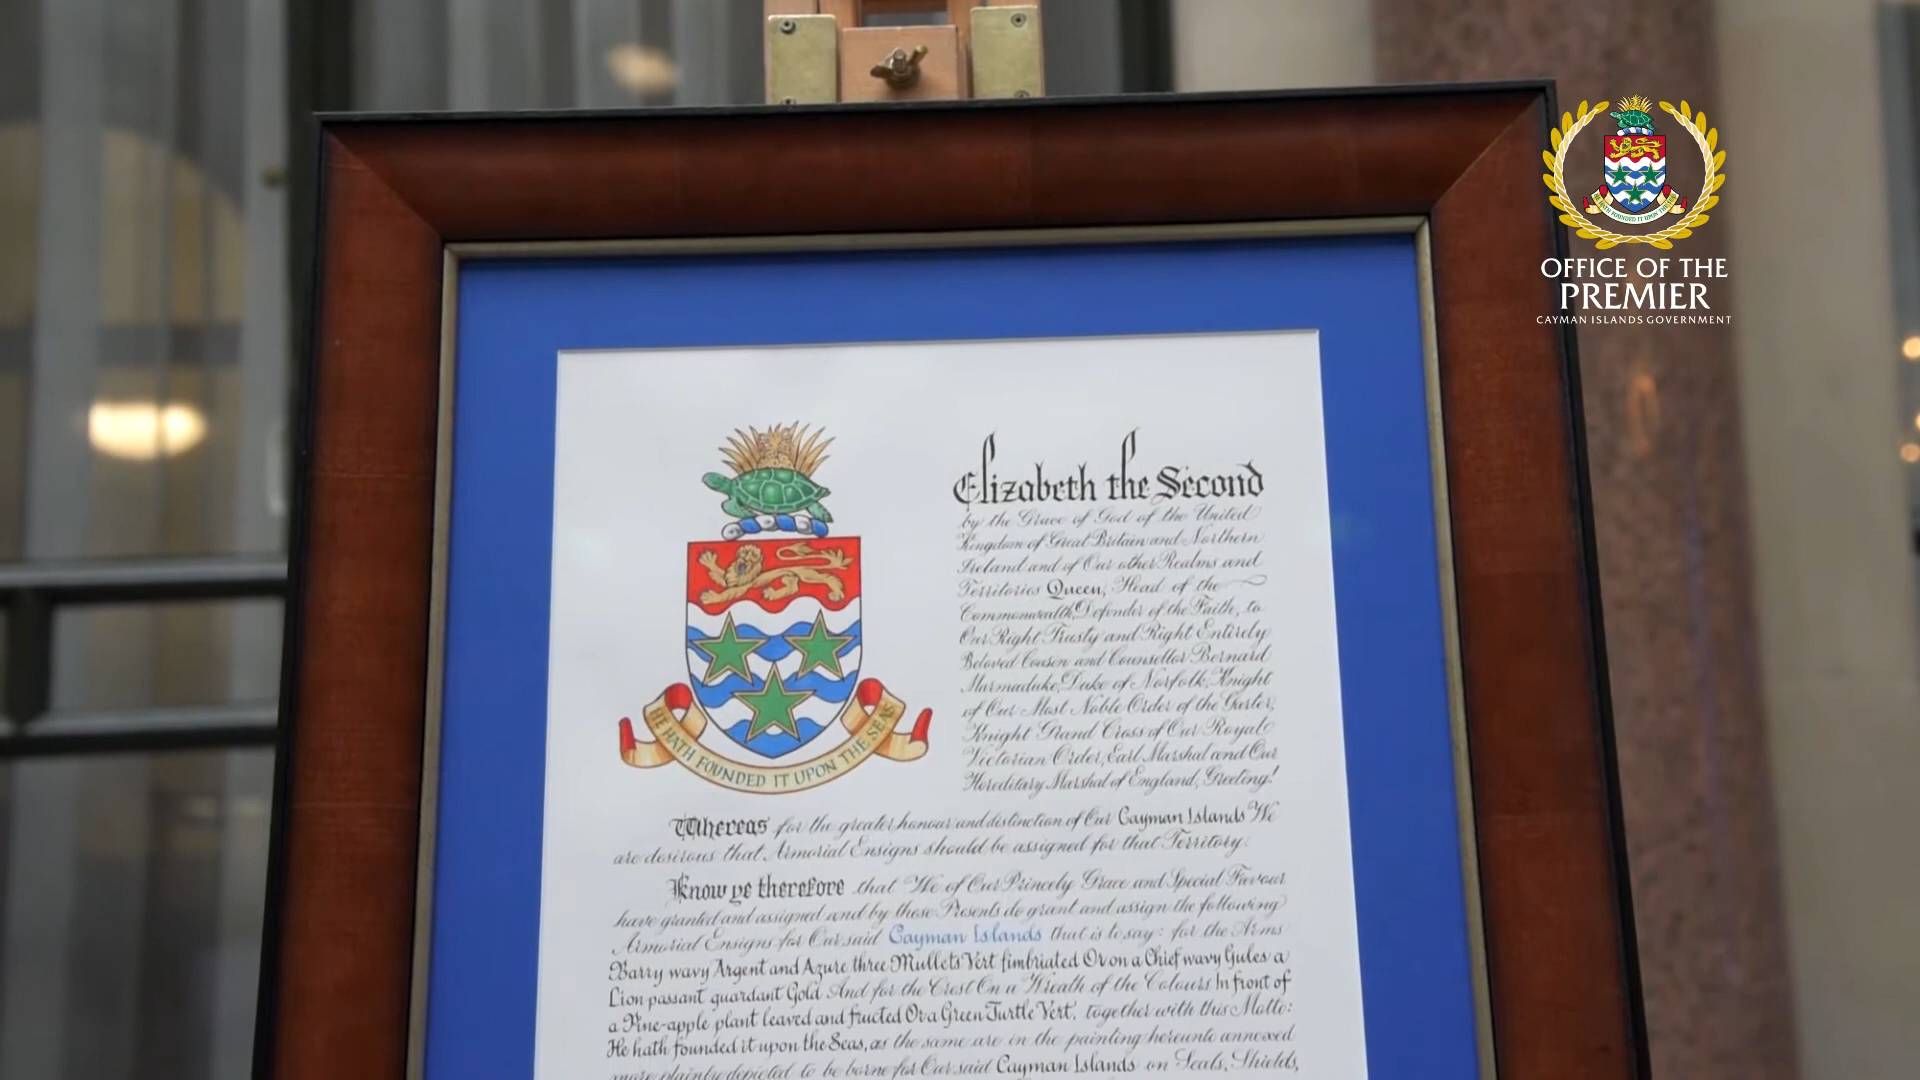 OFFICE OF THE
PREMIER
CAYMAN ISLANDS GOVERNMENT
Elizabeth the Second
by the Grace of God of the United
Kingdom of Great Britain and Northern
Ireland and of Our other Realms and
Territories Queen, Head of the
Commonwealth, Defender of the Faith, to
Our Right Trusty and Right Entirely
Beloved Cousin and Counsellor Bernard
Marmaduke, Duke of Norfolk, Knight
of Our Most Noble Order of the Garter,
Knight Grand Cross of Our Royal
Victorian Order, Earl Marshal and Our
Hereditary Marshal of England, Greeting!
HE HATH FOUNDED IT UPON THE SEAS
Whereas for the greater honour and distinction of Our Cayman Islands We
are desirous that Armorial Ensigns should be assigned for that Territory:
Know ye therefore that We of Our Princely Grace and Special Favour
have granted and assigned and by these Presents do grant and assign the following
Armorial Ensigns for Our said Cayman Islands that is to say: for the Arms
Barry wavy Argent and Azure three Mullets Vert fimbriated Or on a Chief wavy Gules a
Lion passant guardant Gold And for the Crest On a Wreath of the Colours In front of
a Pine-apple plant leaved and fructed Or a Green Turtle Vert, together with this Motto:
He hath founded it upon the Seas, as the same are in the painting hereunto annexed
more plainly depicted to be borne for Our said Cayman Islands on Seals, Shields,
HE HATH FOUNDED IT UPON THE SEAS